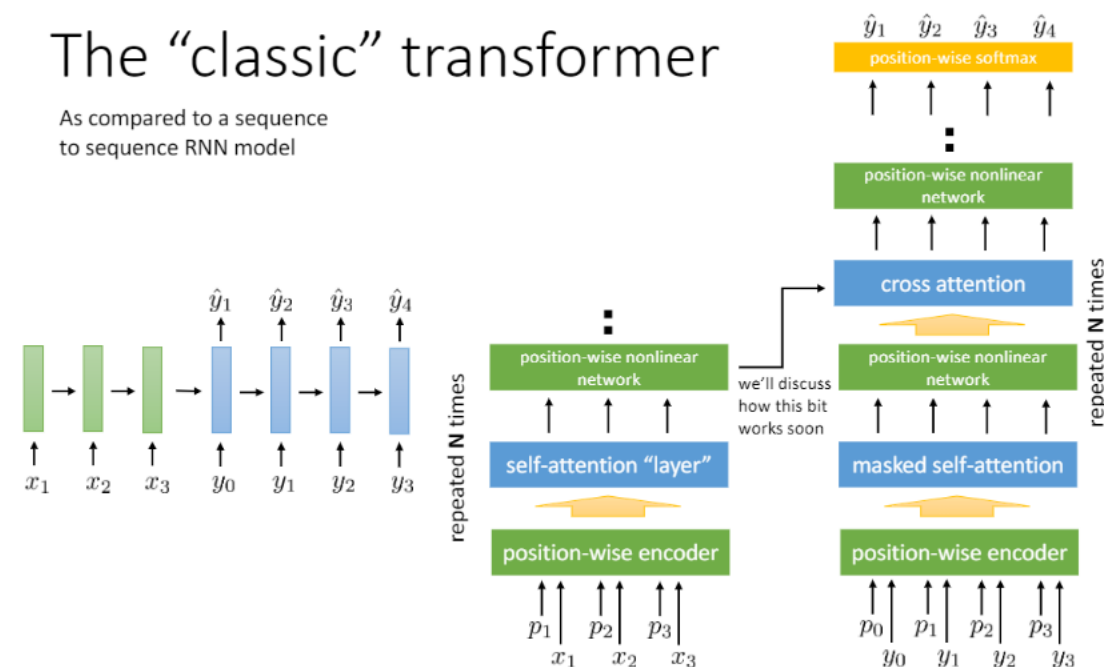 The “classic” transformer
As compared to a sequence
to sequence RNN model
ŷ₁ ŷ₂ ŷ₃ ŷ₄
x₁ x₂ x₃ y₀ y₁ y₂ y₃
repeated N times
position-wise nonlinear
network
self-attention “layer”
position-wise encoder
p₁ p₂ p₃
x₁ x₂ x₃
we’ll discuss
how this bit
works soon
ŷ₁ ŷ₂ ŷ₃ ŷ₄
position-wise softmax
position-wise nonlinear
network
cross attention
position-wise nonlinear
network
masked self-attention
position-wise encoder
p₀ p₁ p₂ p₃
y₀ y₁ y₂ y₃
repeated N times